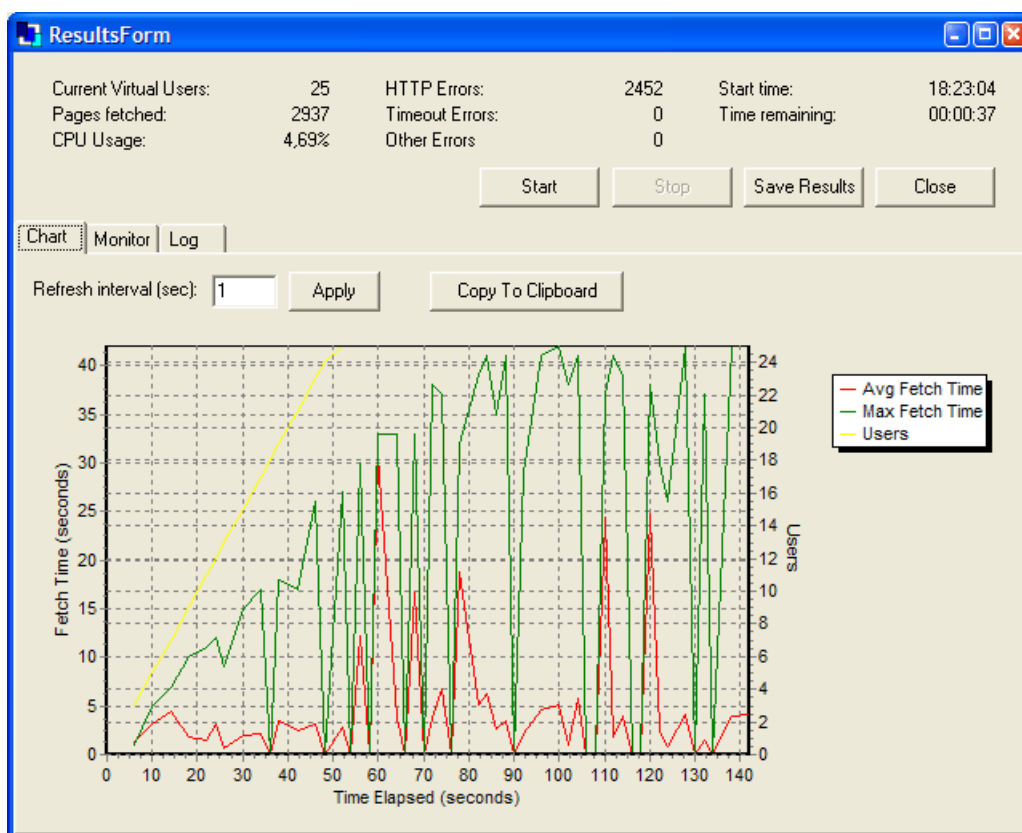 ResultsForm
Current Virtual Users: 25 HTTP Errors: 2452 Start time: 18:23:04
Pages fetched: 2937 Timeout Errors: 0 Time remaining: 00:00:37
CPU Usage: 4,69% Other Errors 0
Start Stop Save Results Close
Chart Monitor Log
Refresh interval (sec): 1 Apply Copy To Clipboard
40
35
30
25
20
15
10
5
0
Fetch Time (seconds)
24
22
20
18
16
14
12
10
8
6
4
2
0
Users
Avg Fetch Time
Max Fetch Time
Users
0 10 20 30 40 50 60 70 80 90 100 110 120 130 140
Time Elapsed (seconds)